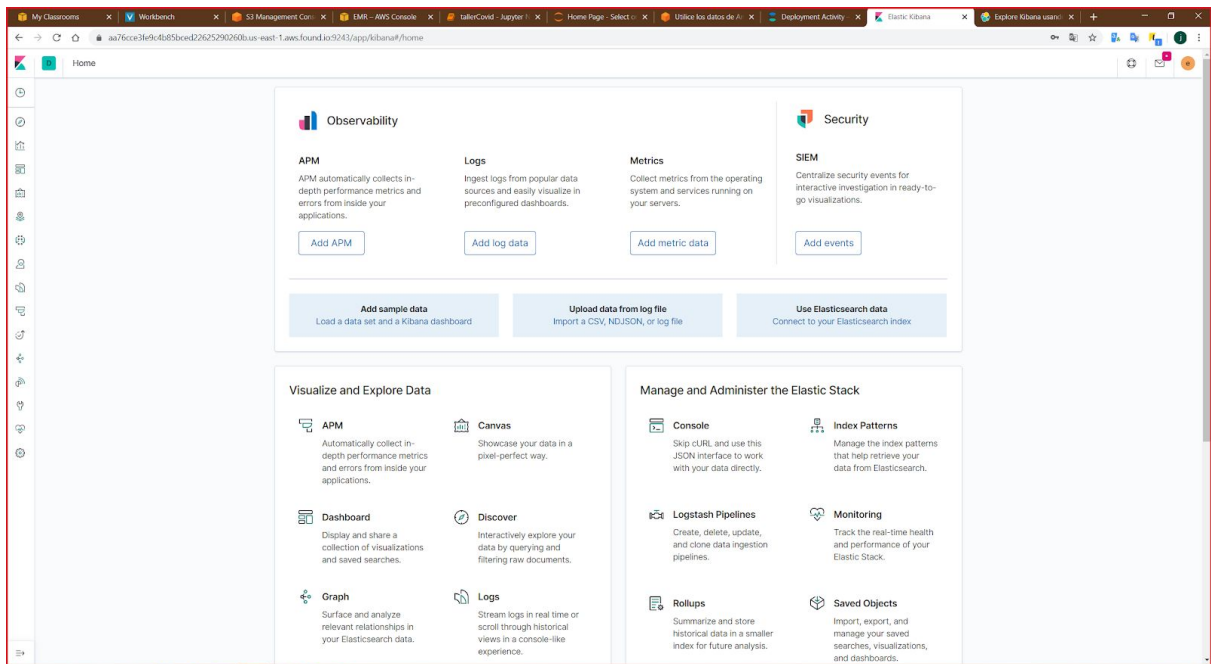 My Classrooms
Workbench
S3 Management Con
EMR – AWS Console
tallerCovid - Jupyter N
Home Page - Select or
Utilice los datos de A
Deployment Activity -
Elastic Kibana
Explore Kibana usand
aa76cce3fe9c4b85bced22625290260b.us-east-1.aws.found.io:9243/app/kibana#/home
D
Home
e
Observability
Security
APM
APM automatically collects in-
depth performance metrics and
errors from inside your
applications.
Add APM
Logs
Ingest logs from popular data
sources and easily visualize in
preconfigured dashboards.
Add log data
Metrics
Collect metrics from the operating
system and services running on
your servers.
Add metric data
SIEM
Centralize security events for
interactive investigation in ready-to-
go visualizations.
Add events
Add sample data
Load a data set and a Kibana dashboard
Upload data from log file
Import a CSV, NDJSON, or log file
Use Elasticsearch data
Connect to your Elasticsearch index
Visualize and Explore Data
APM
Automatically collect in-
depth performance metrics
and errors from inside your
applications.
Canvas
Showcase your data in a
pixel-perfect way.
Dashboard
Display and share a
collection of visualizations
and saved searches.
Discover
Interactively explore your
data by querying and
filtering raw documents.
Graph
Surface and analyze
relevant relationships in
your Elasticsearch data.
Logs
Stream logs in real time or
scroll through historical
views in a console-like
experience.
Manage and Administer the Elastic Stack
Console
Skip cURL and use this
JSON interface to work
with your data directly.
Index Patterns
Manage the index patterns
that help retrieve your
data from Elasticsearch.
Logstash Pipelines
Create, delete, update,
and clone data ingestion
pipelines.
Monitoring
Track the real-time health
and performance of your
Elastic Stack.
Rollups
Summarize and store
historical data in a smaller
index for future analysis.
Saved Objects
Import, export, and
manage your saved
searches, visualizations,
and dashboards.